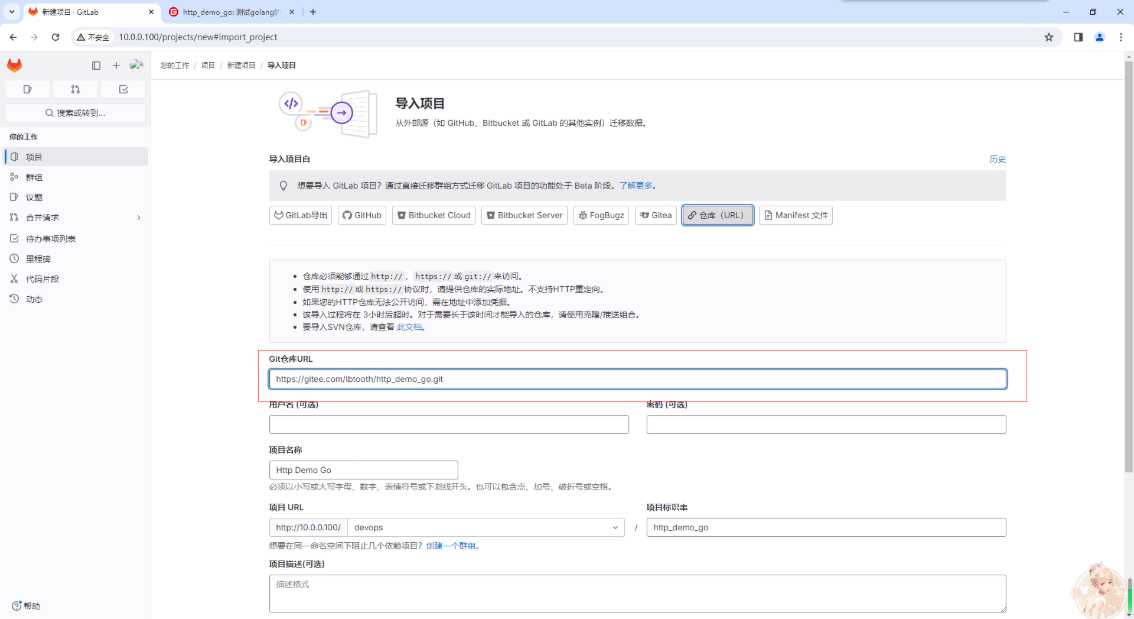 新建项目 · GitLab
http_demo_go: 测试golang的
不安全 10.0.0.100/projects/new#import_project
您的工作 / 项目 / 新建项目 / 导入项目
搜索或转到...
你的工作
项目
群组
议题
合并请求
待办事项列表
里程碑
代码片段
动态
帮助
导入项目
从外部源（如 GitHub、Bitbucket 或 GitLab 的其他实例）迁移数据。
导入项目自
历史
想要导入 GitLab 项目？通过直接迁移群组方式迁移 GitLab 项目的功能处于 Beta 阶段。了解更多。
GitLab导出 GitHub Bitbucket Cloud Bitbucket Server FogBugz Gitea 仓库（URL） Manifest 文件
• 仓库必须能够通过 http://， https:// 或 git:// 来访问。
• 使用 http:// 或 https:// 协议时，请提供仓库的实际地址。不支持HTTP重定向。
• 如果您的HTTP仓库无法公开访问，需在地址中添加凭据。
• 该导入过程将在 3小时后超时。对于需要长于该时间才能导入的仓库，请使用克隆/推送组合。
• 要导入SVN仓库，请查看 此文档。
Git仓库URL
https://gitee.com/lbtooth/http_demo_go.git
用户名 (可选)
密码 (可选)
项目名称
Http Demo Go
必须以小写或大写字母、数字、表情符号或下划线开头。也可以包含点、加号、破折号或空格。
项目 URL
项目标识串
http://10.0.0.100/ devops / http_demo_go
想要在同一命名空间下阻止几个依赖项目？创建一个群组。
项目描述(可选)
描述格式